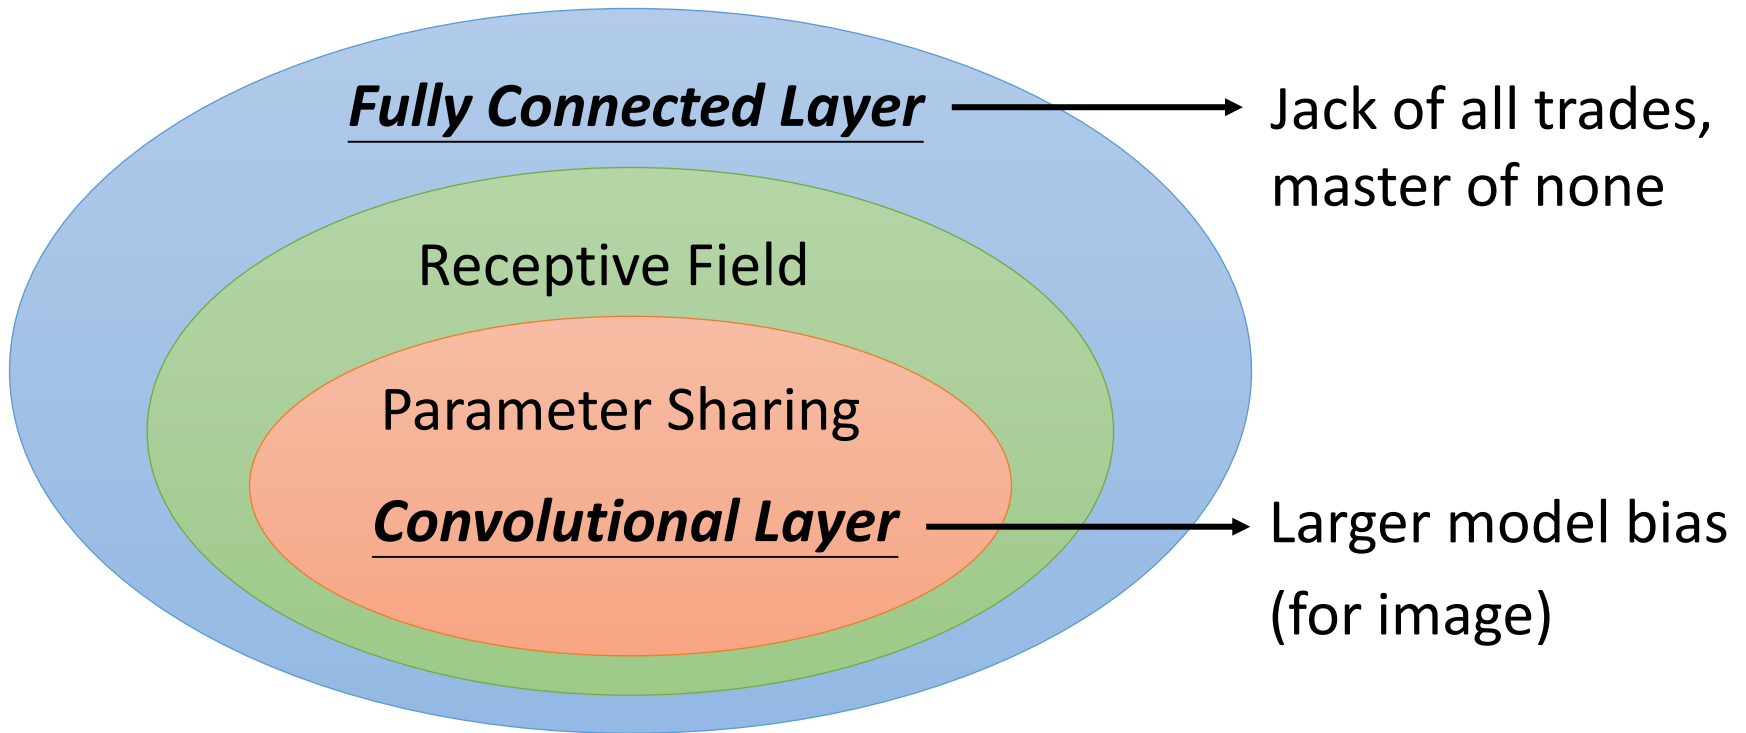 Fully Connected Layer
Jack of all trades,
master of none
Receptive Field
Parameter Sharing
Convolutional Layer
Larger model bias
(for image)